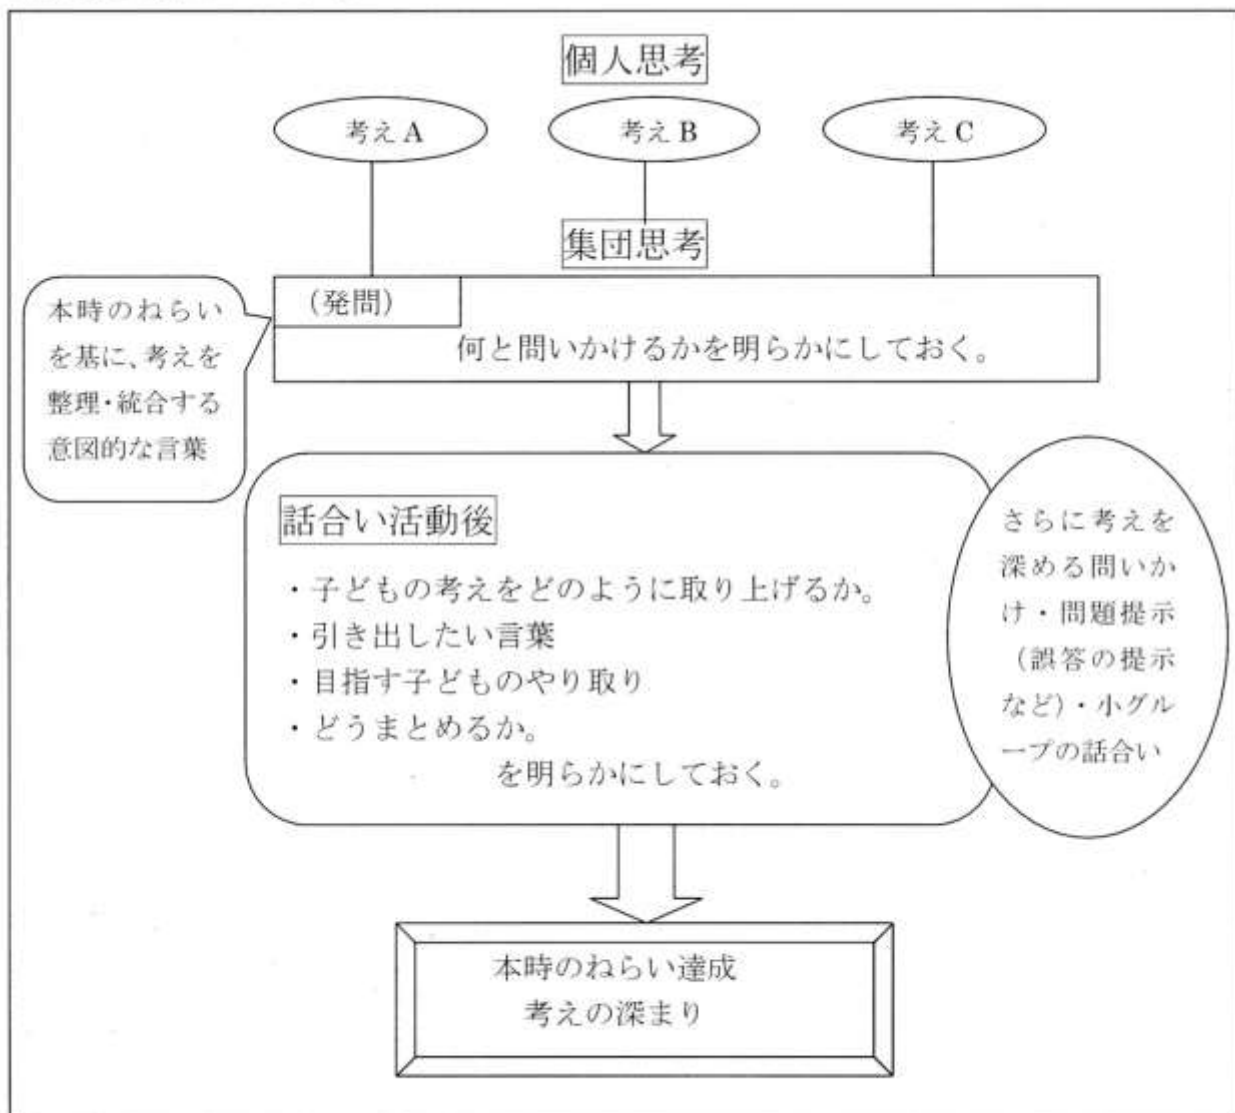 個人思考
考え A
考え B
考え C
集団思考
本時のねらい
を基に、考えを
整理・統合する
意図的な言葉
(発問)
何と問いかけるかを明らかにしておく。
話合い活動後
・子どもの考えをどのように取り上げるか。
・引き出したい言葉
・目指す子どものやり取り
・どうまとめるか。
を明らかにしておく。
さらに考えを
深める問いか
け・問題提示
(誤答の提示
など)・小グル
ープの話合い
本時のねらい達成
考えの深まり